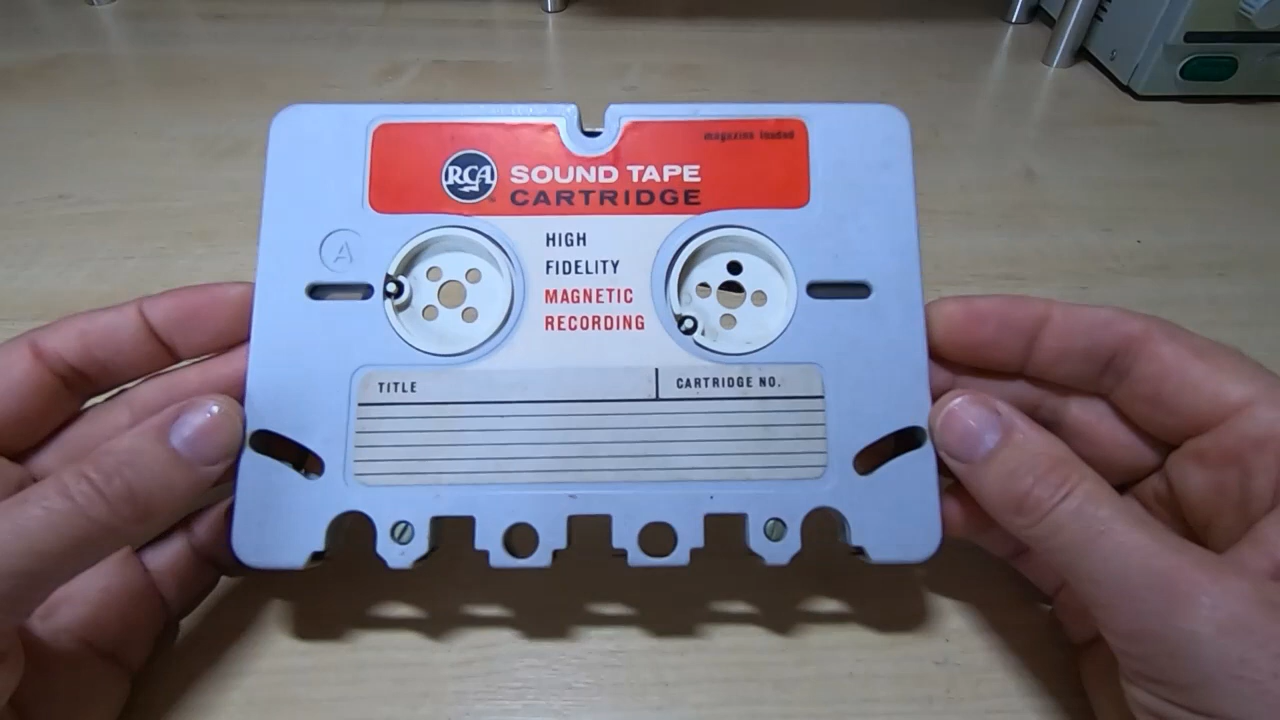 magazine loaded
RCA
SOUND TAPE
CARTRIDGE
A
HIGH
FIDELITY
MAGNETIC
RECORDING
TITLE
CARTRIDGE NO.